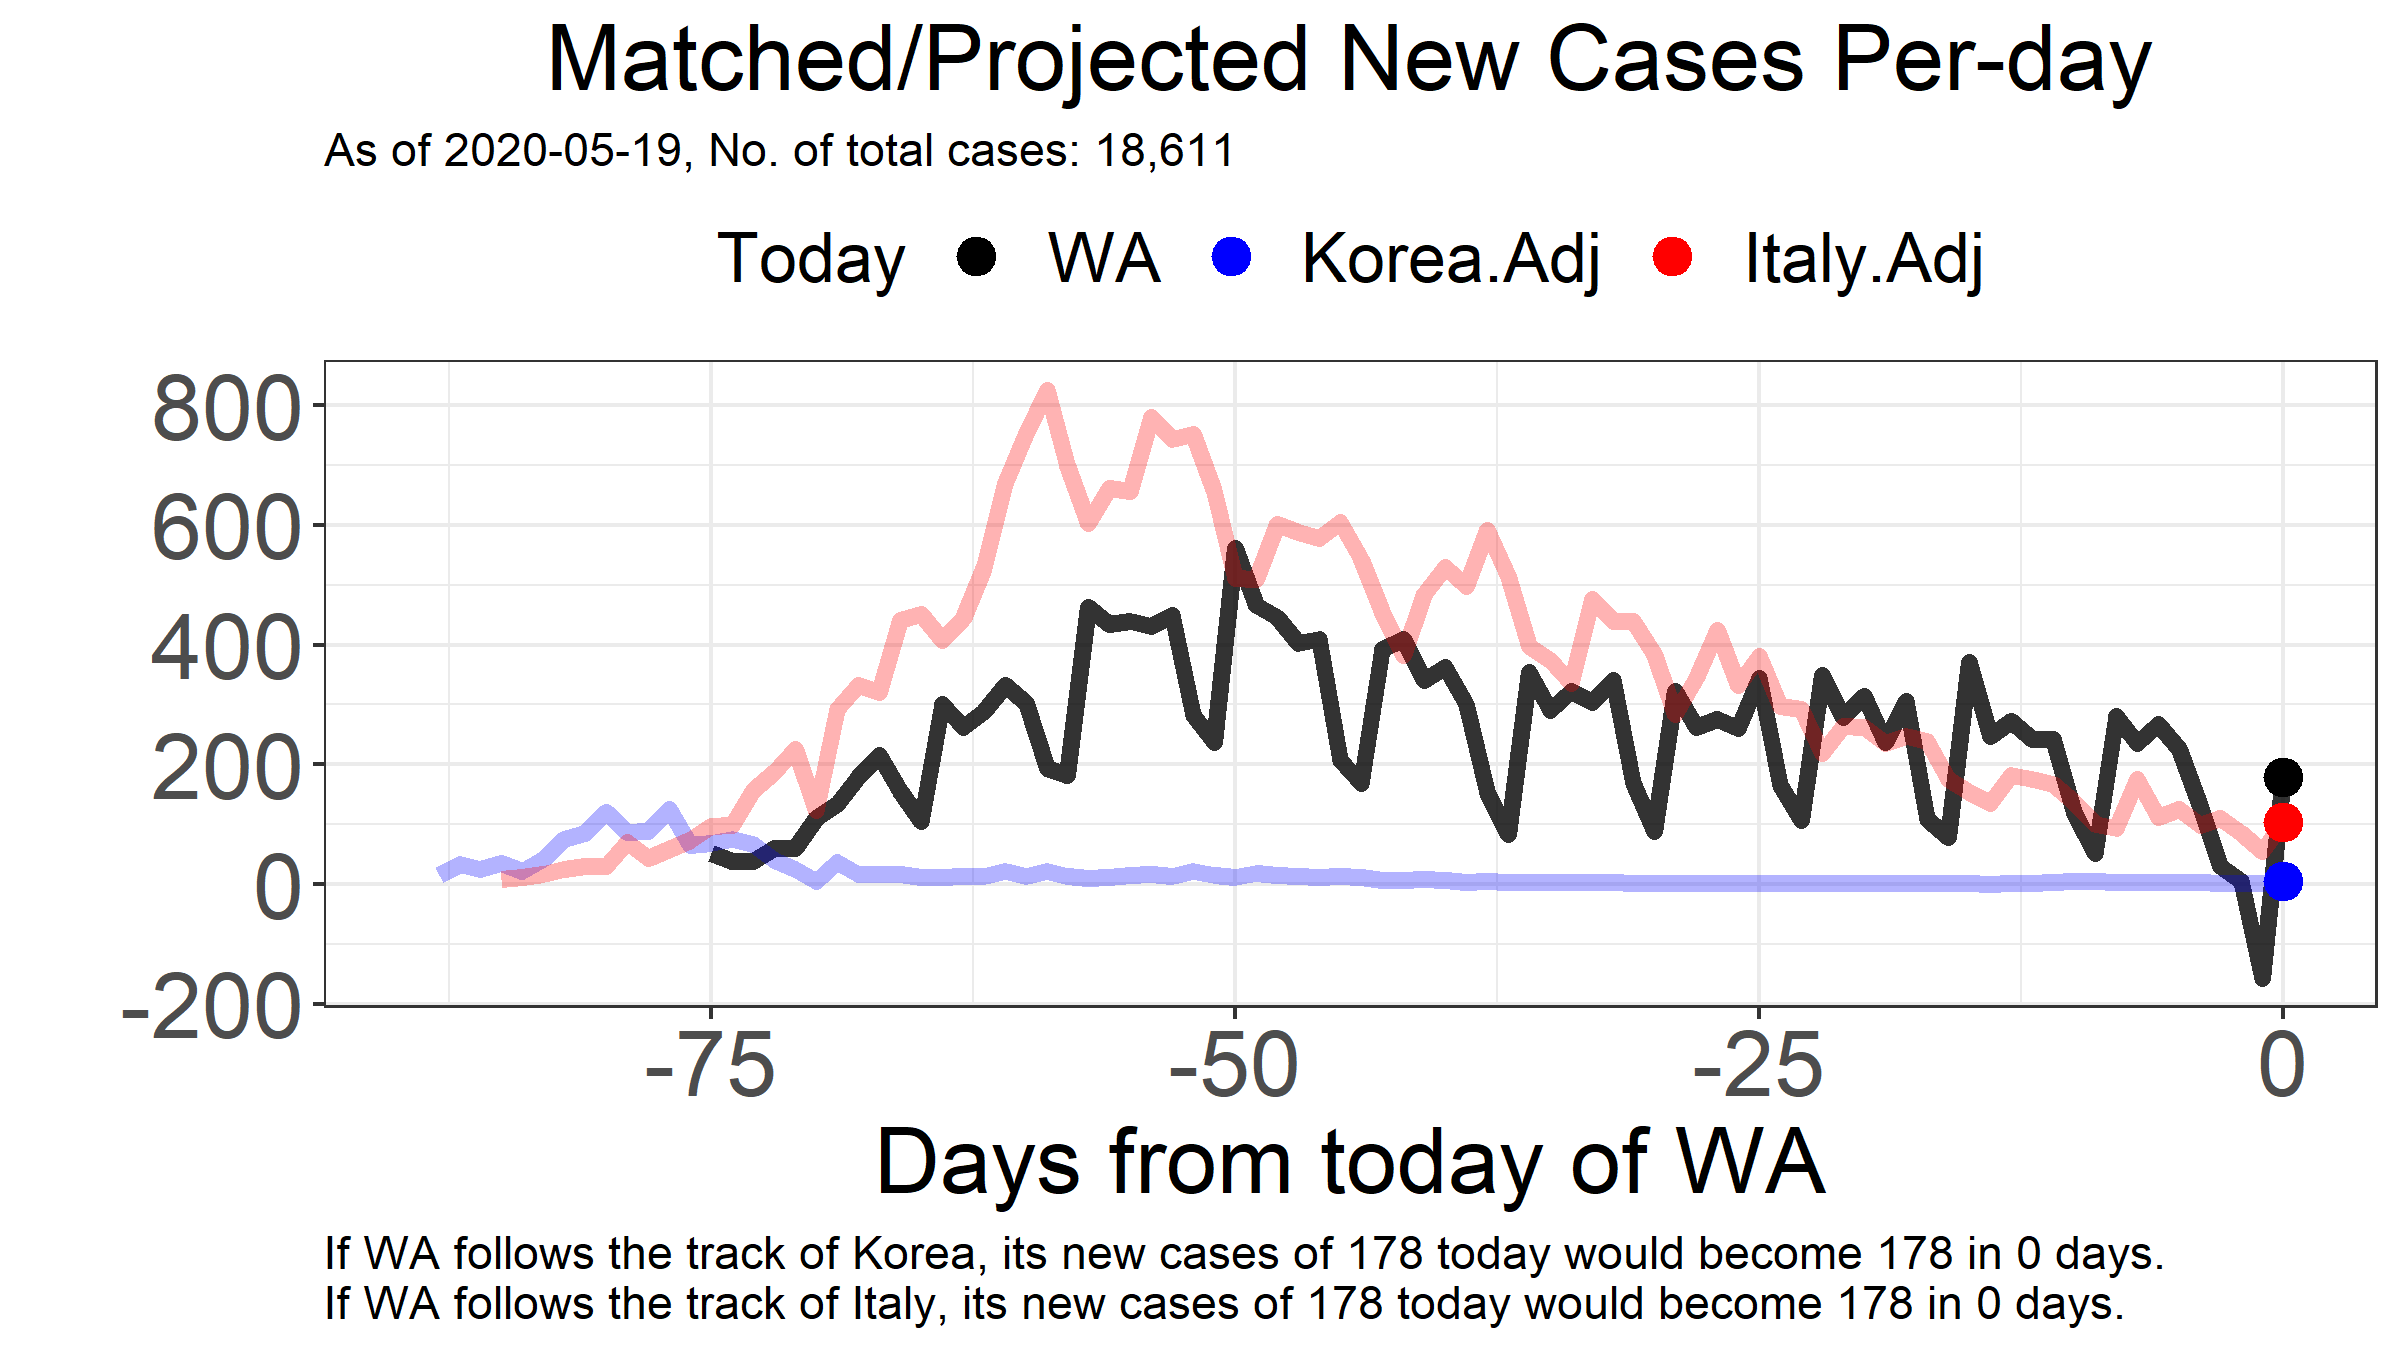 Matched/Projected New Cases Per-day
As of 2020-05-19, No. of total cases: 18,611
Today WA Korea.Adj Italy.Adj
800
600
400
200
0
-200
-75 -50 -25 0
Days from today of WA
If WA follows the track of Korea, its new cases of 178 today would become 178 in 0 days.
If WA follows the track of Italy, its new cases of 178 today would become 178 in 0 days.